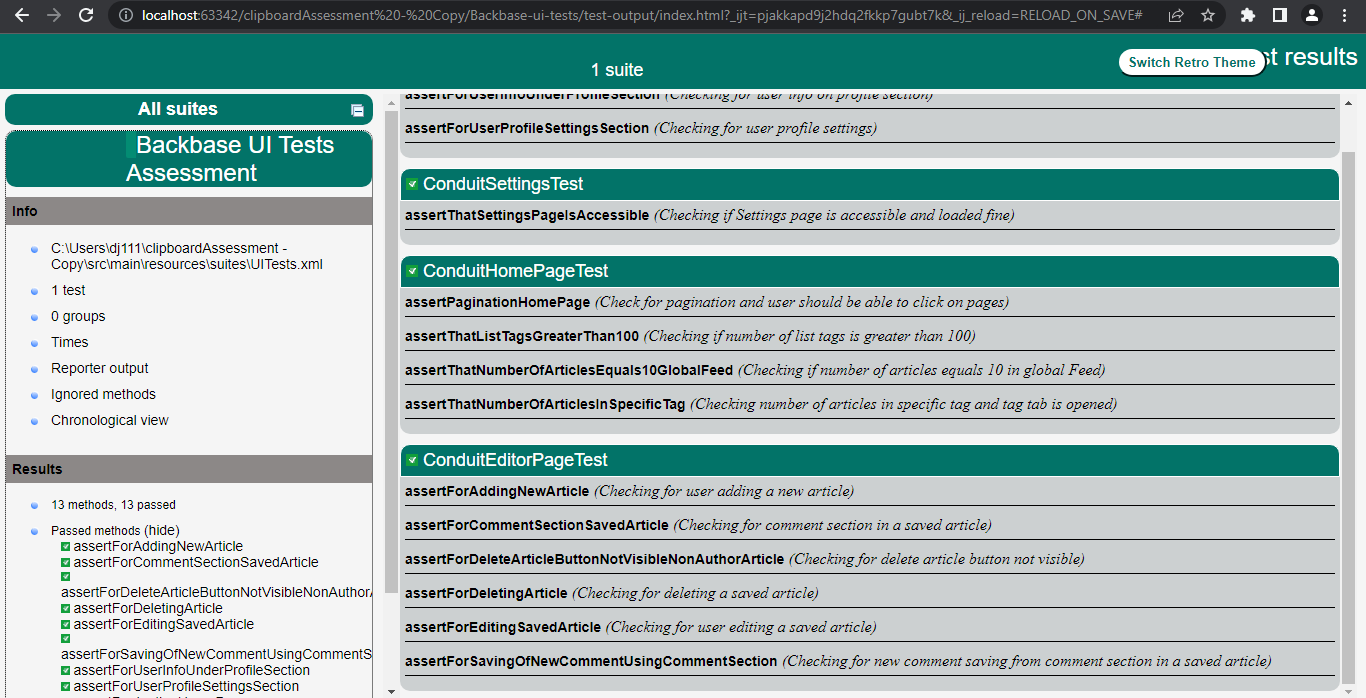 localhost:63342/clipboardAssessment%20-%20Copy/Backbase-ui-tests/test-output/index.html?_ijt=pjakkapd9j2hdq2fkkp7gubt7k&_ij_reload=RELOAD_ON_SAVE#
1 suite
Switch Retro Theme
st results
All suites
Backbase UI Tests
Assessment
Info
C:\Users\dj111\clipboardAssessment -
Copy\src\main\resources\suites\UITests.xml
1 test
0 groups
Times
Reporter output
Ignored methods
Chronological view
Results
13 methods, 13 passed
Passed methods (hide)
assertForAddingNewArticle
assertForCommentSectionSavedArticle
assertForDeleteArticleButtonNotVisibleNonAuthorA
assertForDeletingArticle
assertForEditingSavedArticle
assertForSavingOfNewCommentUsingCommentS
assertForUserInfoUnderProfileSection
assertForUserProfileSettingsSection
assertForUserInfoUnderProfileSection (Checking for user info on profile section)
assertForUserProfileSettingsSection (Checking for user profile settings)
ConduitSettingsTest
assertThatSettingsPageIsAccessible (Checking if Settings page is accessible and loaded fine)
ConduitHomePageTest
assertPaginationHomePage (Check for pagination and user should be able to click on pages)
assertThatListTagsGreaterThan100 (Checking if number of list tags is greater than 100)
assertThatNumberOfArticlesEquals10GlobalFeed (Checking if number of articles equals 10 in global Feed)
assertThatNumberOfArticlesInSpecificTag (Checking number of articles in specific tag and tag tab is opened)
ConduitEditorPageTest
assertForAddingNewArticle (Checking for user adding a new article)
assertForCommentSectionSavedArticle (Checking for comment section in a saved article)
assertForDeleteArticleButtonNotVisibleNonAuthorArticle (Checking for delete article button not visible)
assertForDeletingArticle (Checking for deleting a saved article)
assertForEditingSavedArticle (Checking for user editing a saved article)
assertForSavingOfNewCommentUsingCommentSection (Checking for new comment saving from comment section in a saved article)